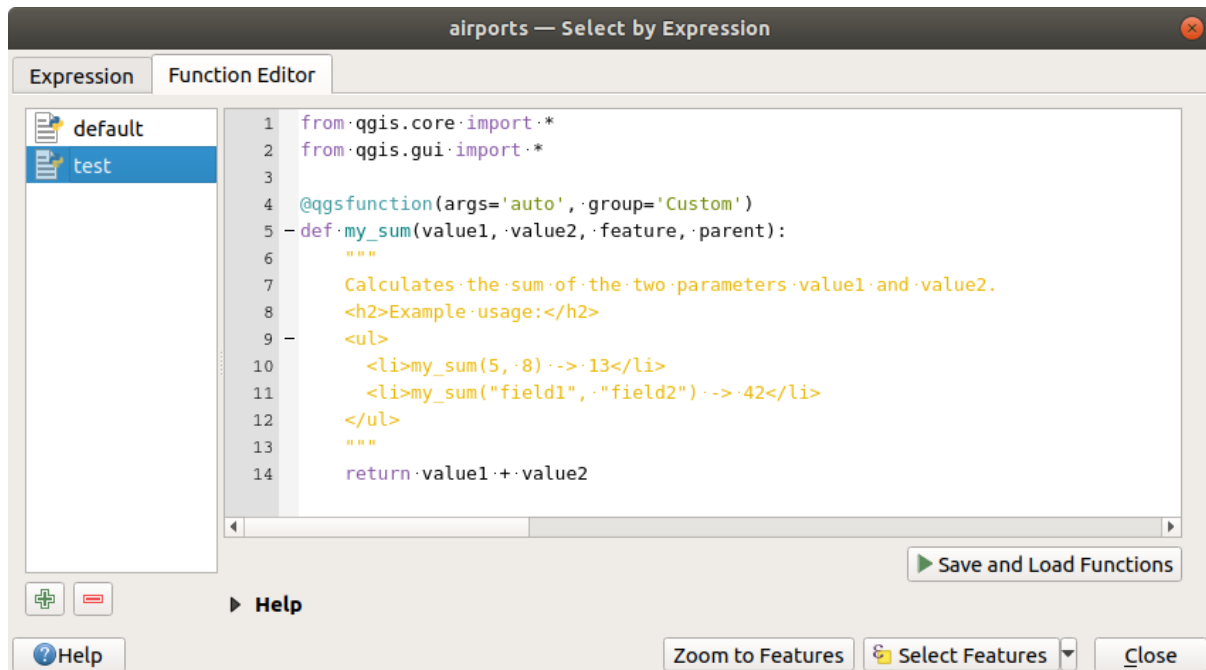 airports — Select by Expression
Expression
Function Editor
default
test
1 from qgis.core import *
2 from qgis.gui import *
3
4 @qgsfunction(args='auto', group='Custom')
5 def my_sum(value1, value2, feature, parent):
6 """
7 Calculates the sum of the two parameters value1 and value2.
8 <h2>Example usage:</h2>
9 <ul>
10 <li>my_sum(5, 8) -> 13</li>
11 <li>my_sum("field1", "field2") -> 42</li>
12 </ul>
13 """
14 return value1 + value2
Save and Load Functions
Help
Help
Zoom to Features
Select Features
Close